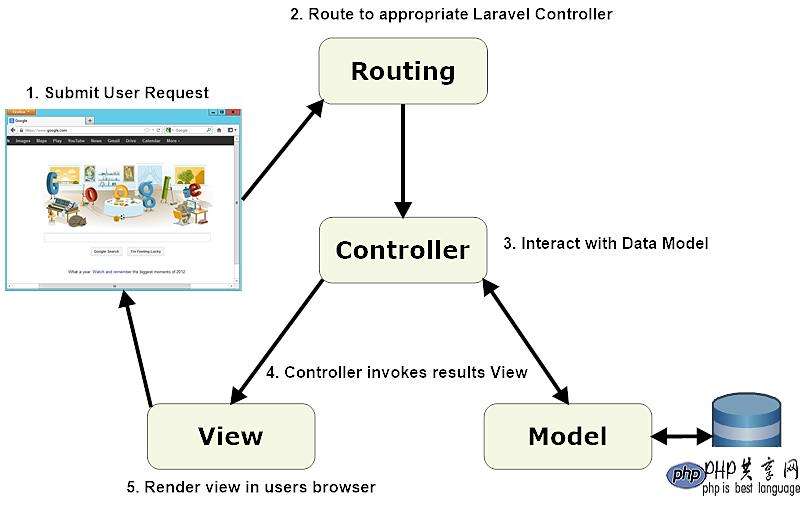 2. Route to appropriate Laravel Controller
Routing
1. Submit User Request
Google
https://www.google.com
Google
Images Maps Play YouTube News Gmail Drive Calendar More
Google
Google Search
I'm Feeling Lucky
What a year. Watch and remember the biggest moments of 2012
Controller
3. Interact with Data Model
4. Controller invokes results View
View
Model
5. Render view in users browser
php PHP共享网
php is best language